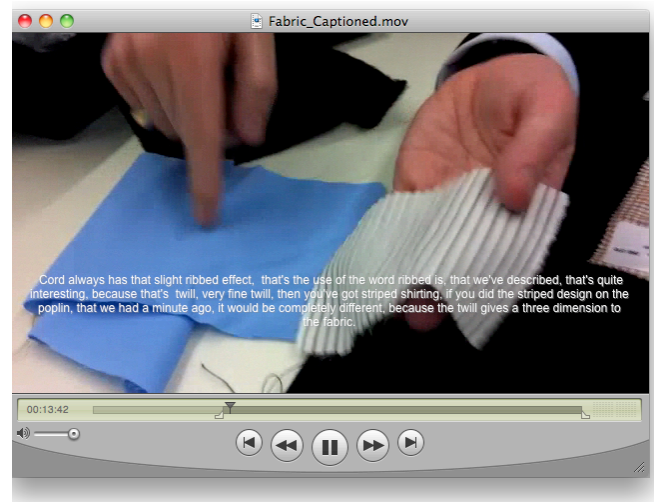 Fabric_Captioned.mov
Cord always has that slight ribbed effect,  that's the use of the word ribbed is, that we've described, that's quite
interesting, because that's  twill, very fine twill, then you've got striped shirting, if you did the striped design on the
poplin, that we had a minute ago, it would be completely different, because the twill gives a three dimension to
the fabric.
00:13:42